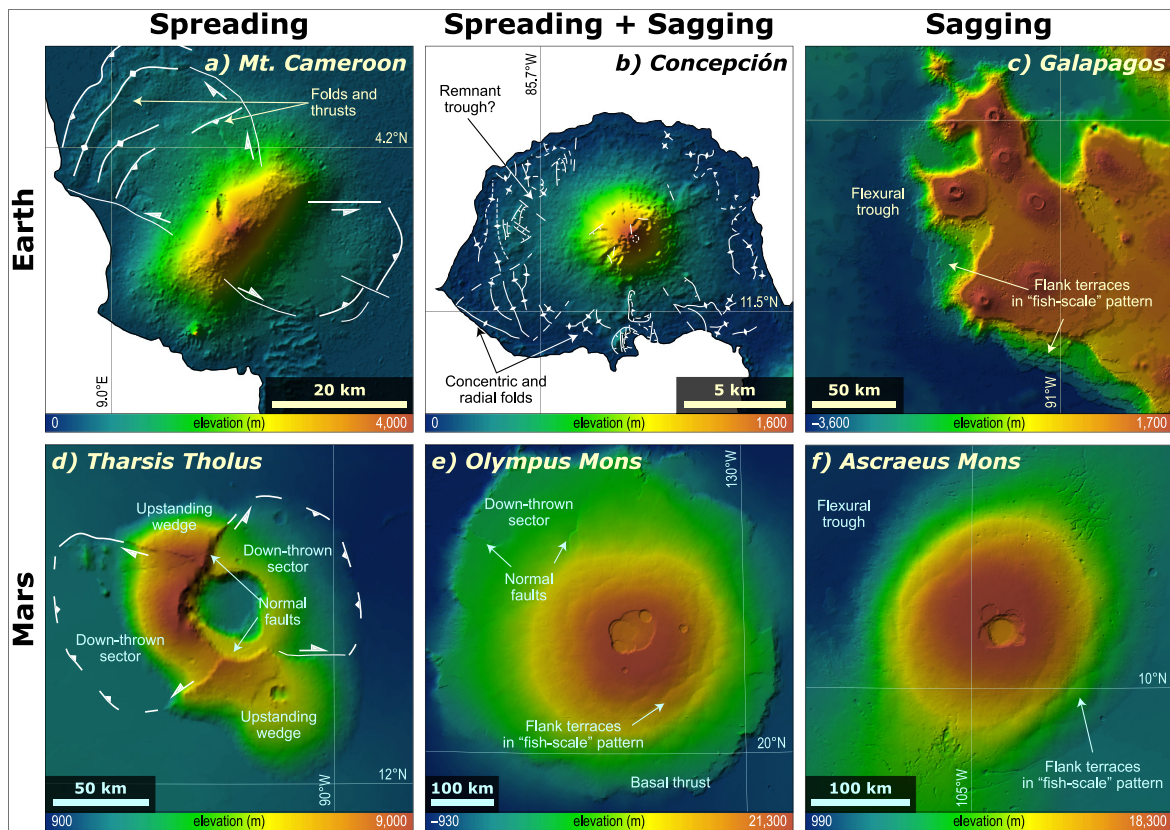 Spreading
Spreading + Sagging
Sagging
Earth
Mars
a) Mt. Cameroon
Folds and
thrusts
4.2°N
9.0°E
20 km
0
elevation (m)
4,000
b) Concepción
85.7°W
Remnant
trough?
11.5°N
Concentric and
radial folds
5 km
0
elevation (m)
1,600
c) Galapagos
Flexural
trough
Flank terraces
in "fish-scale" pattern
50 km
91°W
–3,600
elevation (m)
1,700
d) Tharsis Tholus
Upstanding
wedge
Down-thrown
sector
Normal
faults
Down-thrown
sector
Upstanding
wedge
12°N
90°W
50 km
900
elevation (m)
9,000
e) Olympus Mons
130°W
Down-thrown
sector
Normal
faults
Flank terraces
in "fish-scale" pattern
20°N
Basal thrust
100 km
–930
elevation (m)
21,300
f) Ascraeus Mons
Flexural
trough
10°N
Flank terraces
in "fish-scale" pattern
105°W
100 km
990
elevation (m)
18,300